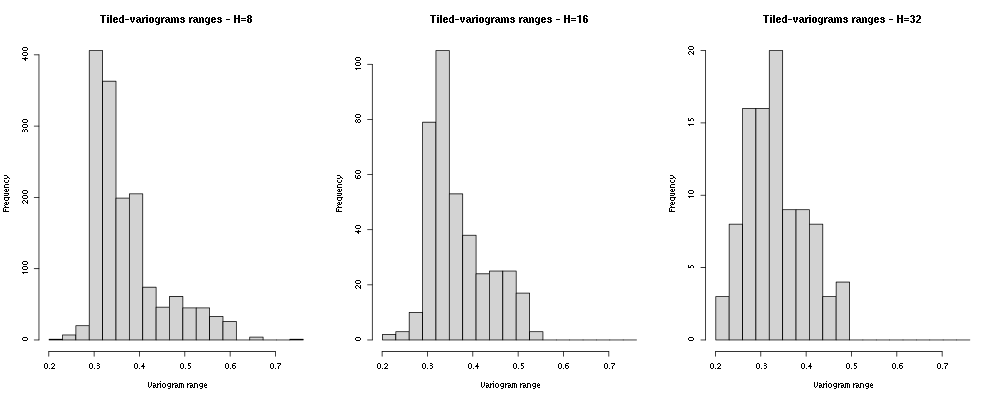 Tiled-variograms ranges - H=8
Tiled-variograms ranges - H=16
Tiled-variograms ranges - H=32
Frequency
0
100
200
300
400
0.2 0.3 0.4 0.5 0.6 0.7
Variogram range
Frequency
0
20
40
60
80
100
0.2 0.3 0.4 0.5 0.6 0.7
Variogram range
Frequency
0
5
10
15
20
0.2 0.3 0.4 0.5 0.6 0.7
Variogram range